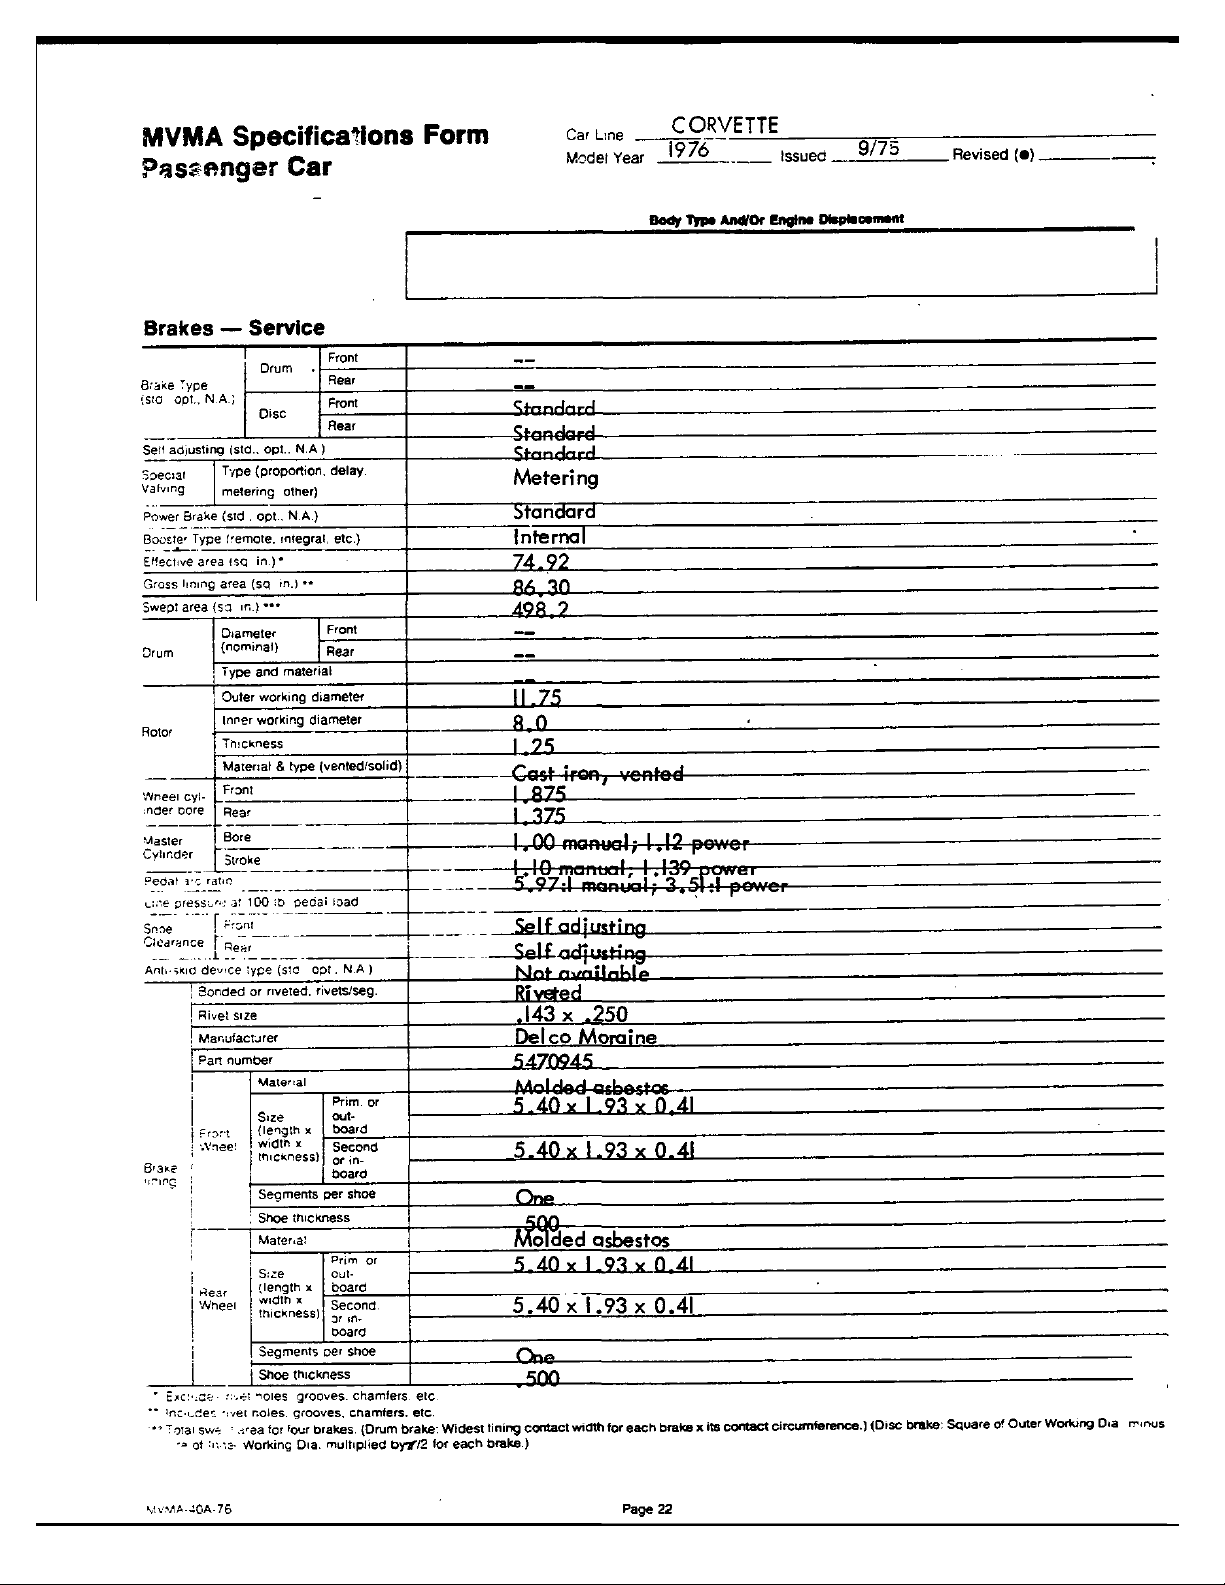 MVMA Specifications Form
Passenger Car
Car Line CORVETTE
Model Year 1976 Issued 9/75 Revised (•)
Body Type And/Or Engine Displacement
Brakes — Service
Brake Type (std. opt., N.A.)
Drum Front --
Rear --
Disc Front Standard
Rear Standard
Self adjusting (std., opt., N.A.) Standard
Special Valving
Type (proportion, delay, metering other) Metering
Power Brake (std., opt., N.A.) Standard
Booster Type (remote, integral, etc.) Internal
Effective area (sq. in.)* 74.92
Gross lining area (sq. in.)** 86.30
Swept area (sq. in.)*** 498.2
Drum
Diameter (nominal) Front --
Rear --
Type and material --
Rotor
Outer working diameter 11.75
Inner working diameter 8.0
Thickness 1.25
Material & type (vented/solid) Cast iron, vented
Wheel cylinder bore
Front 1.875
Rear 1.375
Master Cylinder
Bore 1.00 manual; 1.12 power
Stroke 1.10 manual; 1.139 power
Pedal arc ratio 5.97:1 manual; 3.51:1 power
Line pressure at 100 lb. pedal load
Shoe Clearance
Front Self adjusting
Rear Self adjusting
Anti-skid device type (std. opt., N.A.) Not available
Brake lining
Bonded or riveted, rivets/seg. Riveted
Rivet size .143 x .250
Manufacturer Delco Moraine
Part number 5470945
Front Wheel
Material Molded asbestos
Size (length x width x thickness)
Prim. or out-board 5.40 x 1.93 x 0.41
Second or in-board 5.40 x 1.93 x 0.41
Segments per shoe One
Shoe thickness .500
Rear Wheel
Material Molded asbestos
Size (length x width x thickness)
Prim. or out-board 5.40 x 1.93 x 0.41
Second. or in-board 5.40 x 1.93 x 0.41
Segments per shoe One
Shoe thickness .500
* Excludes rivet holes, grooves, chamfers, etc.
** Includes rivet holes, grooves, chamfers, etc.
*** Total swept area for four brakes. (Drum brake: Widest lining contact width for each brake x its contact circumference.) (Disc brake: Square of Outer Working Dia. minus
of Inner Working Dia. multiplied by π/2 for each brake.)
MVMA-40A-76
Page 22